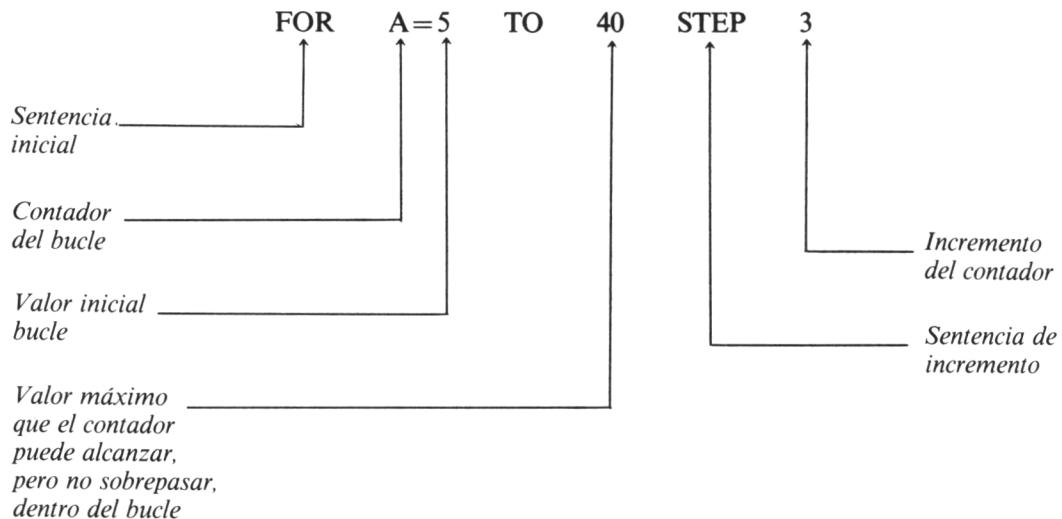 FOR A=5 TO 40 STEP 3
Sentencia
inicial
Contador
del bucle
Valor inicial
bucle
Valor máximo
que el contador
puede alcanzar,
pero no sobrepasar,
dentro del bucle
Incremento
del contador
Sentencia de
incremento